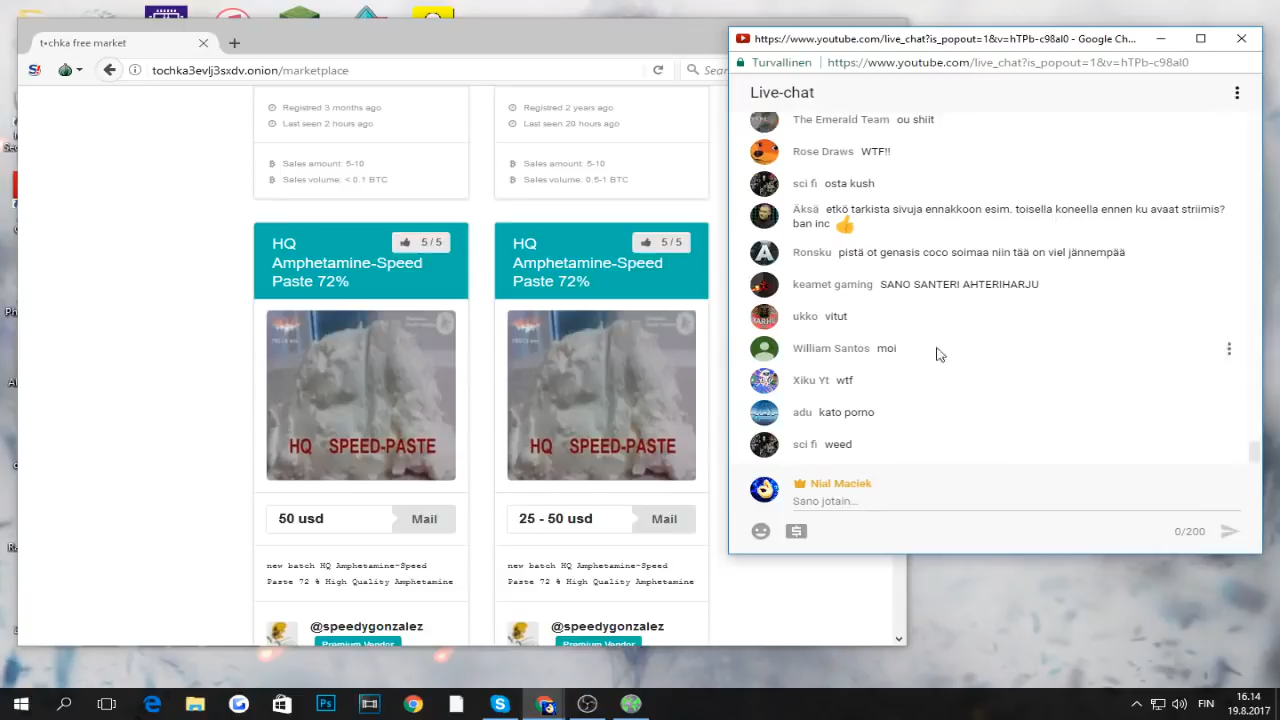 t•chka free market
tochka3evlj3sxdv.onion/marketplace
Sear
Registred 3 months ago
Last seen 2 hours ago
Sales amount: 5-10
Sales volume: < 0.1 BTC
Registred 2 years ago
Last seen 20 hours ago
Sales amount: 5-10
Sales volume: 0.5-1 BTC
HQ
Amphetamine-Speed
Paste 72%
5 / 5
HQ SPEED-PASTE
50 usd
Mail
new batch HQ Amphetamine-Speed
Paste 72 % High Quality Amphetamine
@speedygonzalez
Premium Vendor
HQ
Amphetamine-Speed
Paste 72%
5 / 5
HQ SPEED-PASTE
25 - 50 usd
Mail
new batch HQ Amphetamine-Speed
Paste 72 % High Quality Amphetamine
@speedygonzalez
Premium Vendor
https://www.youtube.com/live_chat?is_popout=1&v=hTPb-c98al0 - Google Ch...
Turvallinen https://www.youtube.com/live_chat?is_popout=1&v=hTPb-c98al0
Live-chat
The Emerald Team ou shiit
Rose Draws WTF!!
sci fi osta kush
Äksä etkö tarkista sivuja ennakkoon esim. toisella koneella ennen ku avaat striimis?
ban inc
Ronsku pistä ot genasis coco soimaa niin tää on viel jännempää
keamet gaming SANO SANTERI AHTERIHARJU
ukko vitut
William Santos moi
Xiku Yt wtf
adu kato porno
sci fi weed
Nial Maciek
Sano jotain...
0/200
FIN
16.14
19.8.2017